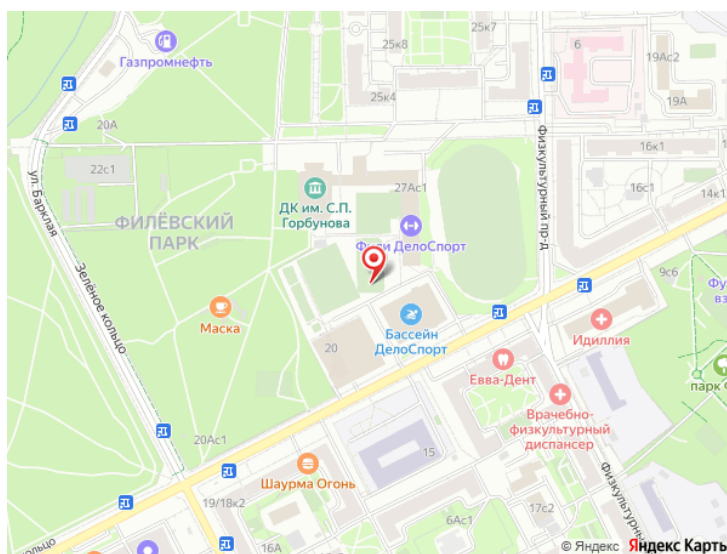 25к7
25к8
6
19Ас2
Газпромнефть
25к4
19А
20А
Физкультурный пр-д
16к1
22с1
16с1
27Ас1
14к1
ДК им. С.П.
Горбунова
ул. Барклая
ФИЛЁВСКИЙ
ПАРК
Фили ДелоСпорт
9с6
Зелёное кольцо
Маска
Бассейн
ДелоСпорт
Идиллия
20
Евва-Дент
парк
Врачебно-
физкультурный
диспансер
20Ас1
15
Шаурма Огонь
Физкультурны
19/18к2
17с2
6Ас1
16А
кольцо
© Яндекс Яндекс Карты